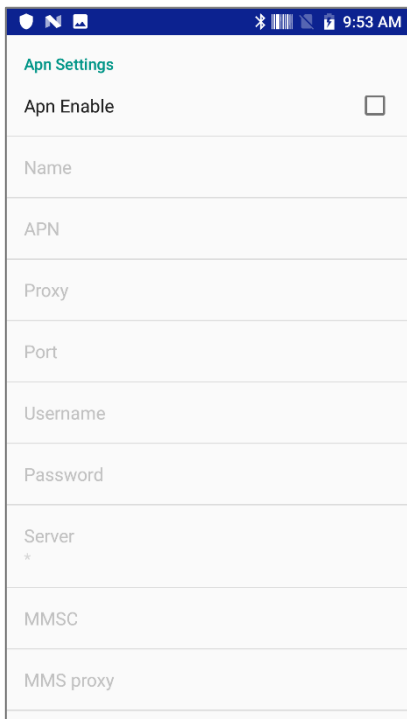 9:53 AM
Apn Settings
Apn Enable
Name
APN
Proxy
Port
Username
Password
Server
*
MMSC
MMS proxy